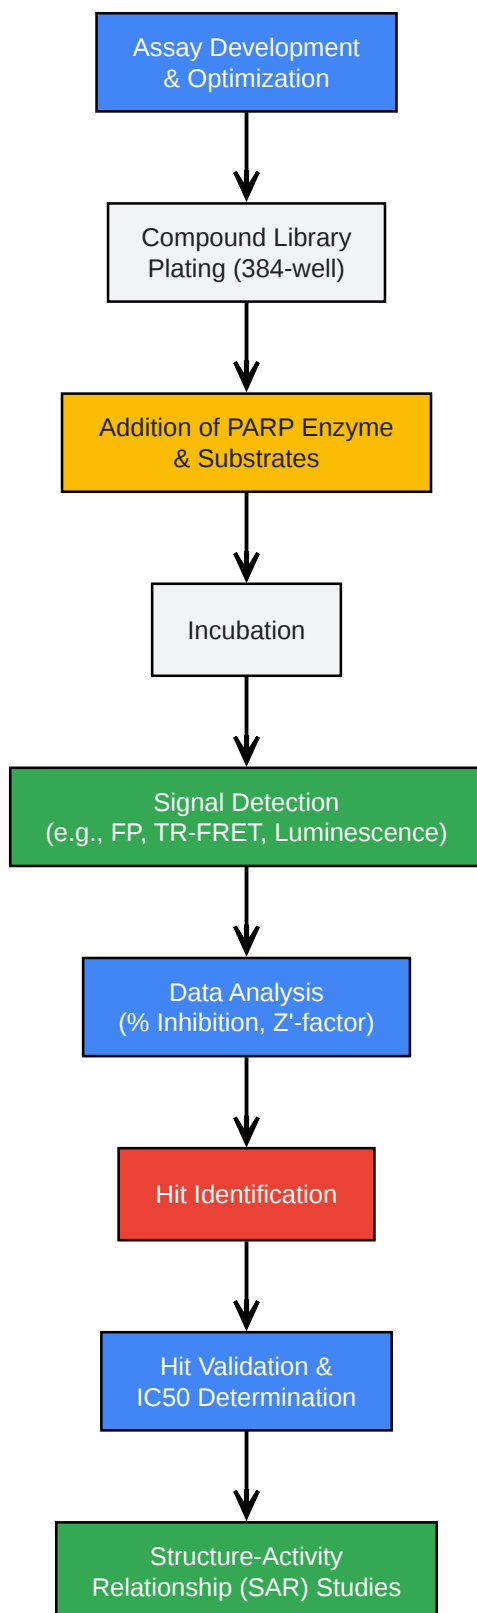 Assay Development
& Optimization
Compound Library
Plating (384-well)
Addition of PARP Enzyme
& Substrates
Incubation
Signal Detection
(e.g., FP, TR-FRET, Luminescence)
Data Analysis
(% Inhibition, Z'-factor)
Hit Identification
Hit Validation &
IC50 Determination
Structure-Activity
Relationship (SAR) Studies